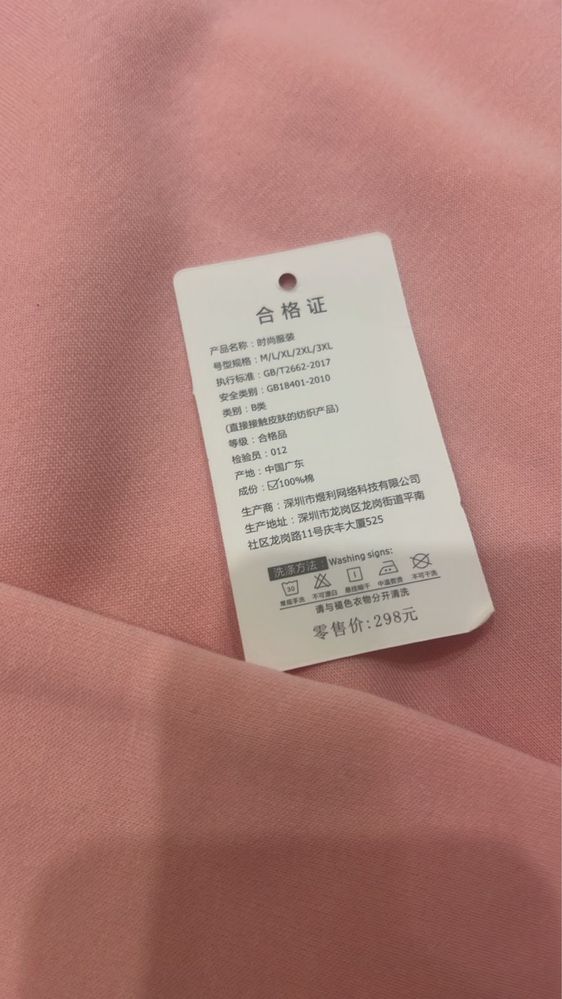 合格证
产品名称：时尚服装
号型规格：M/L/XL/2XL/3XL
执行标准：GB/T2662-2017
安全类别：GB18401-2010
类别：B类
(直接接触皮肤的纺织产品)
等级：合格品
检验员：012
产地：中国广东
成份：☑100%棉
生产商：深圳市煜利网络科技有限公司
生产地址：深圳市龙岗区龙岗街道平南
社区龙岗路11号庆丰大厦525
洗涤方法 Washing signs:
30
常规手洗 不可漂白 悬挂晾干 中温熨烫 不可干洗
请与褪色衣物分开清洗
零售价:298元